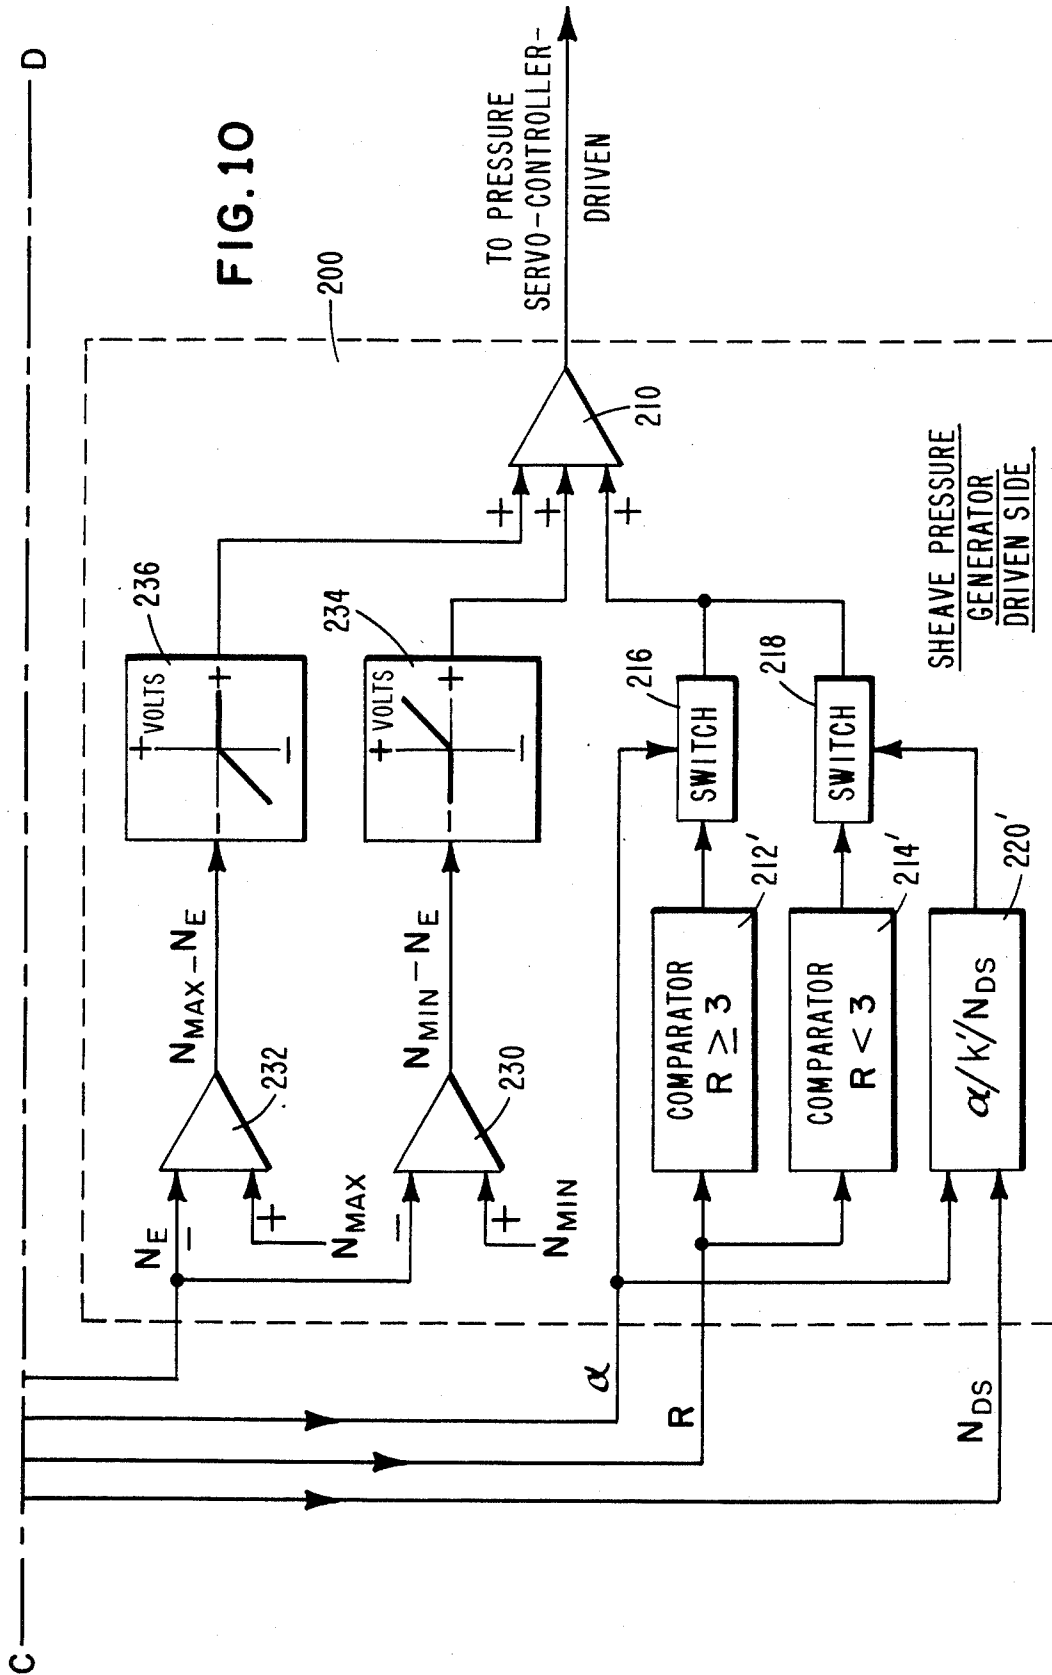 C
D
FIG. 10
200
236
+ VOLTS
+
-
-
N_MAX - N_E
N_E
-
+
N_MAX
232
234
+ VOLTS
+
-
-
N_MIN - N_E
-
+
N_MIN
230
TO PRESSURE
SERVO-CONTROLLER-
DRIVEN
+
+
+
210
α
216
SWITCH
218
SWITCH
R
COMPARATOR
R ≥ 3
212'
COMPARATOR
R < 3
214'
N_DS
α/K'/N_DS
220'
SHEAVE PRESSURE
GENERATOR
DRIVEN SIDE